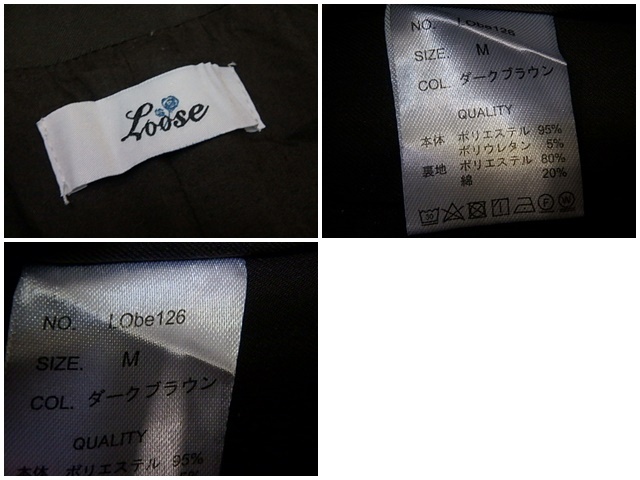 Loose
NO. LObe126
SIZE. M
COL. ダークブラウン
QUALITY
本体 ポリエステル 95%
ポリウレタン 5%
裏地 ポリエステル 80%
綿 20%
30
F
W
NO. LObe126
SIZE. M
COL. ダークブラウン
QUALITY
本体 ポリエステル 95%
5%